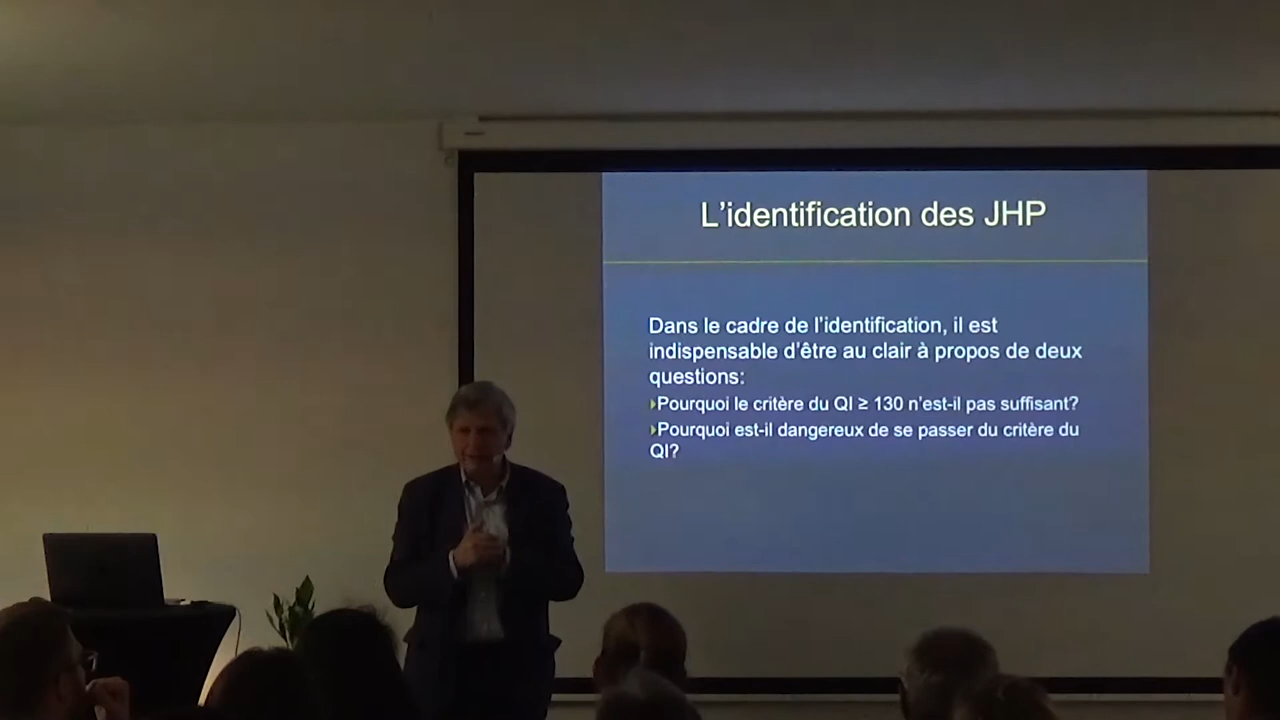 L'identification des JHP
Dans le cadre de l'identification, il est
indispensable d'être au clair à propos de deux
questions:
Pourquoi le critère du QI ≥ 130 n'est-il pas suffisant?
Pourquoi est-il dangereux de se passer du critère du
QI?